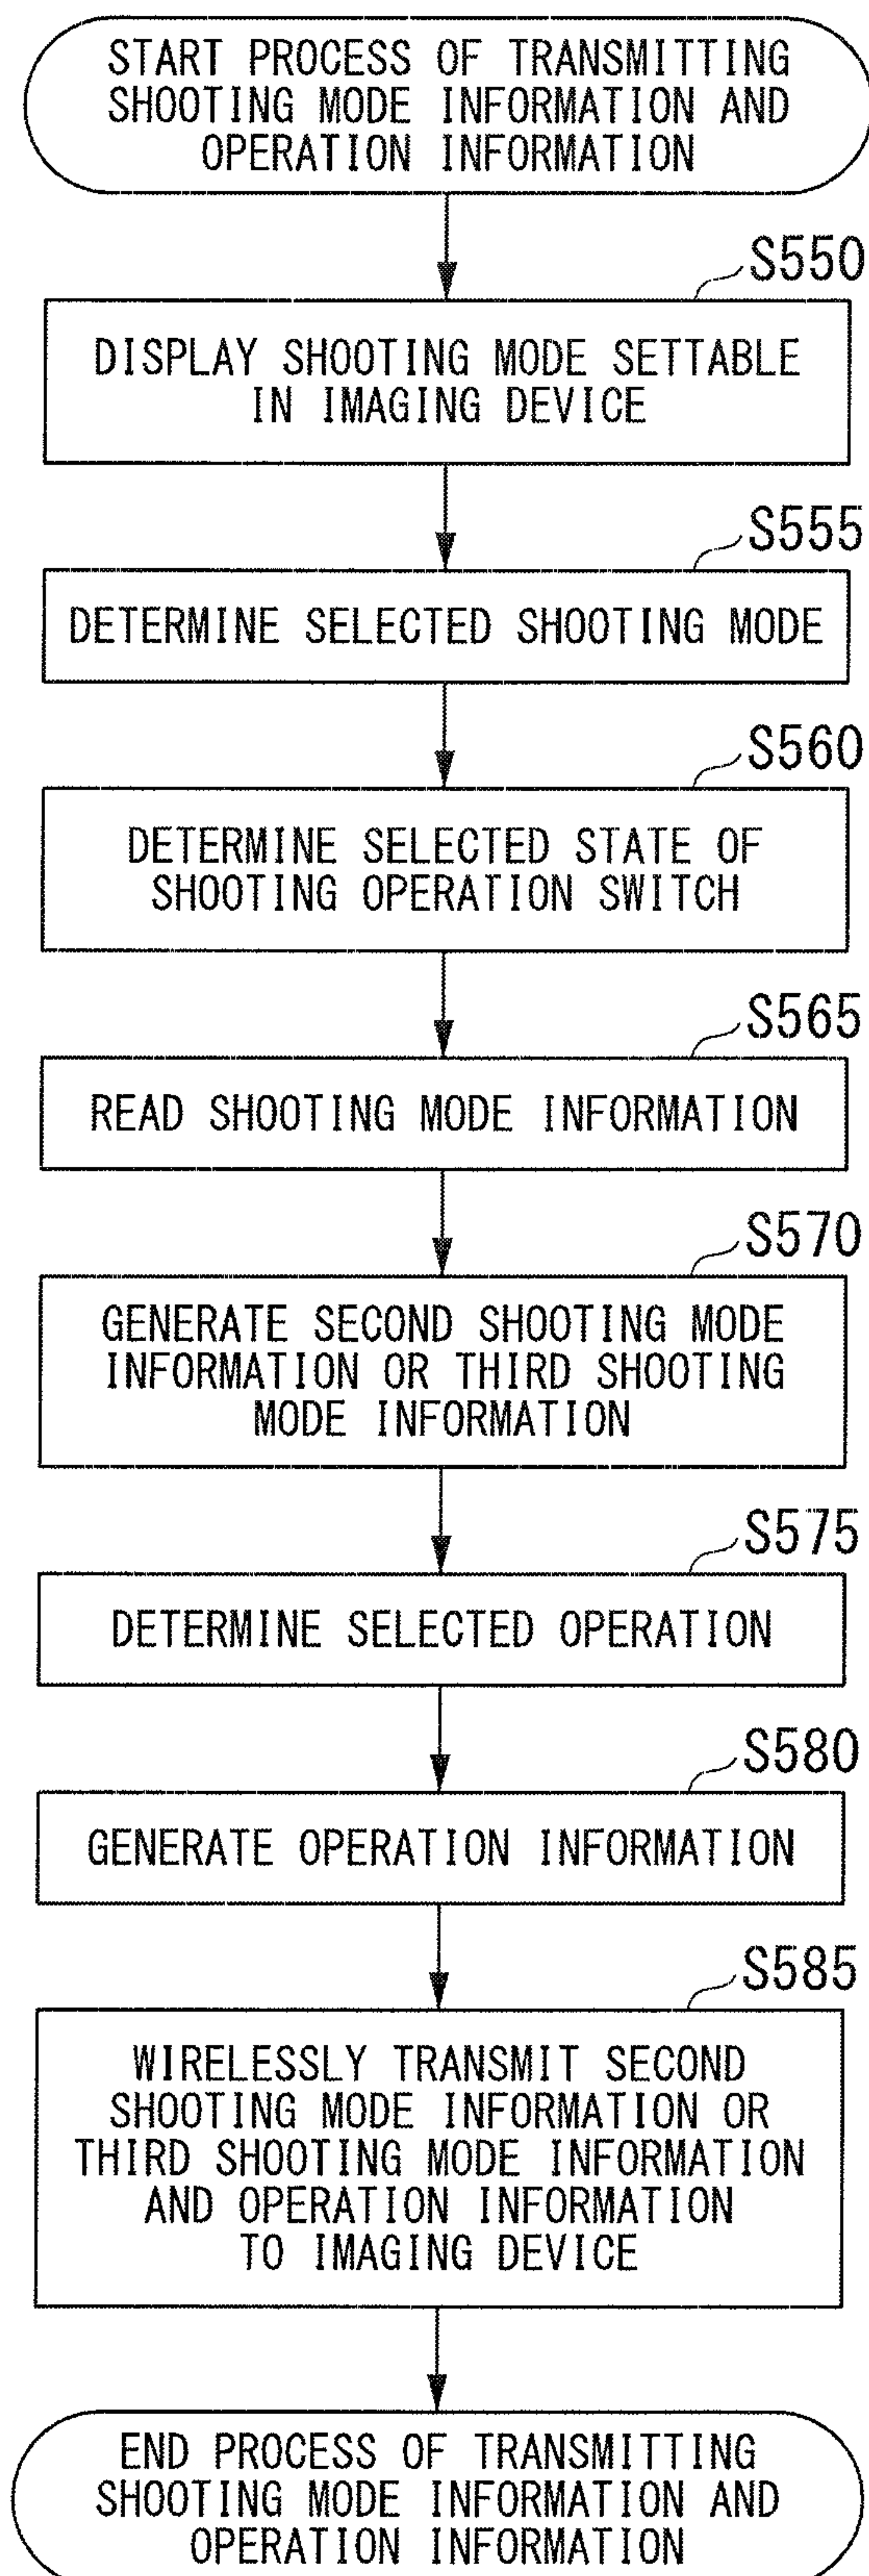 START PROCESS OF TRANSMITTING
SHOOTING MODE INFORMATION AND
OPERATION INFORMATION
S550
DISPLAY SHOOTING MODE SETTABLE
IN IMAGING DEVICE
S555
DETERMINE SELECTED SHOOTING MODE
S560
DETERMINE SELECTED STATE OF
SHOOTING OPERATION SWITCH
S565
READ SHOOTING MODE INFORMATION
S570
GENERATE SECOND SHOOTING MODE
INFORMATION OR THIRD SHOOTING
MODE INFORMATION
S575
DETERMINE SELECTED OPERATION
S580
GENERATE OPERATION INFORMATION
S585
WIRELESSLY TRANSMIT SECOND
SHOOTING MODE INFORMATION OR
THIRD SHOOTING MODE INFORMATION
AND OPERATION INFORMATION
TO IMAGING DEVICE
END PROCESS OF TRANSMITTING
SHOOTING MODE INFORMATION AND
OPERATION INFORMATION